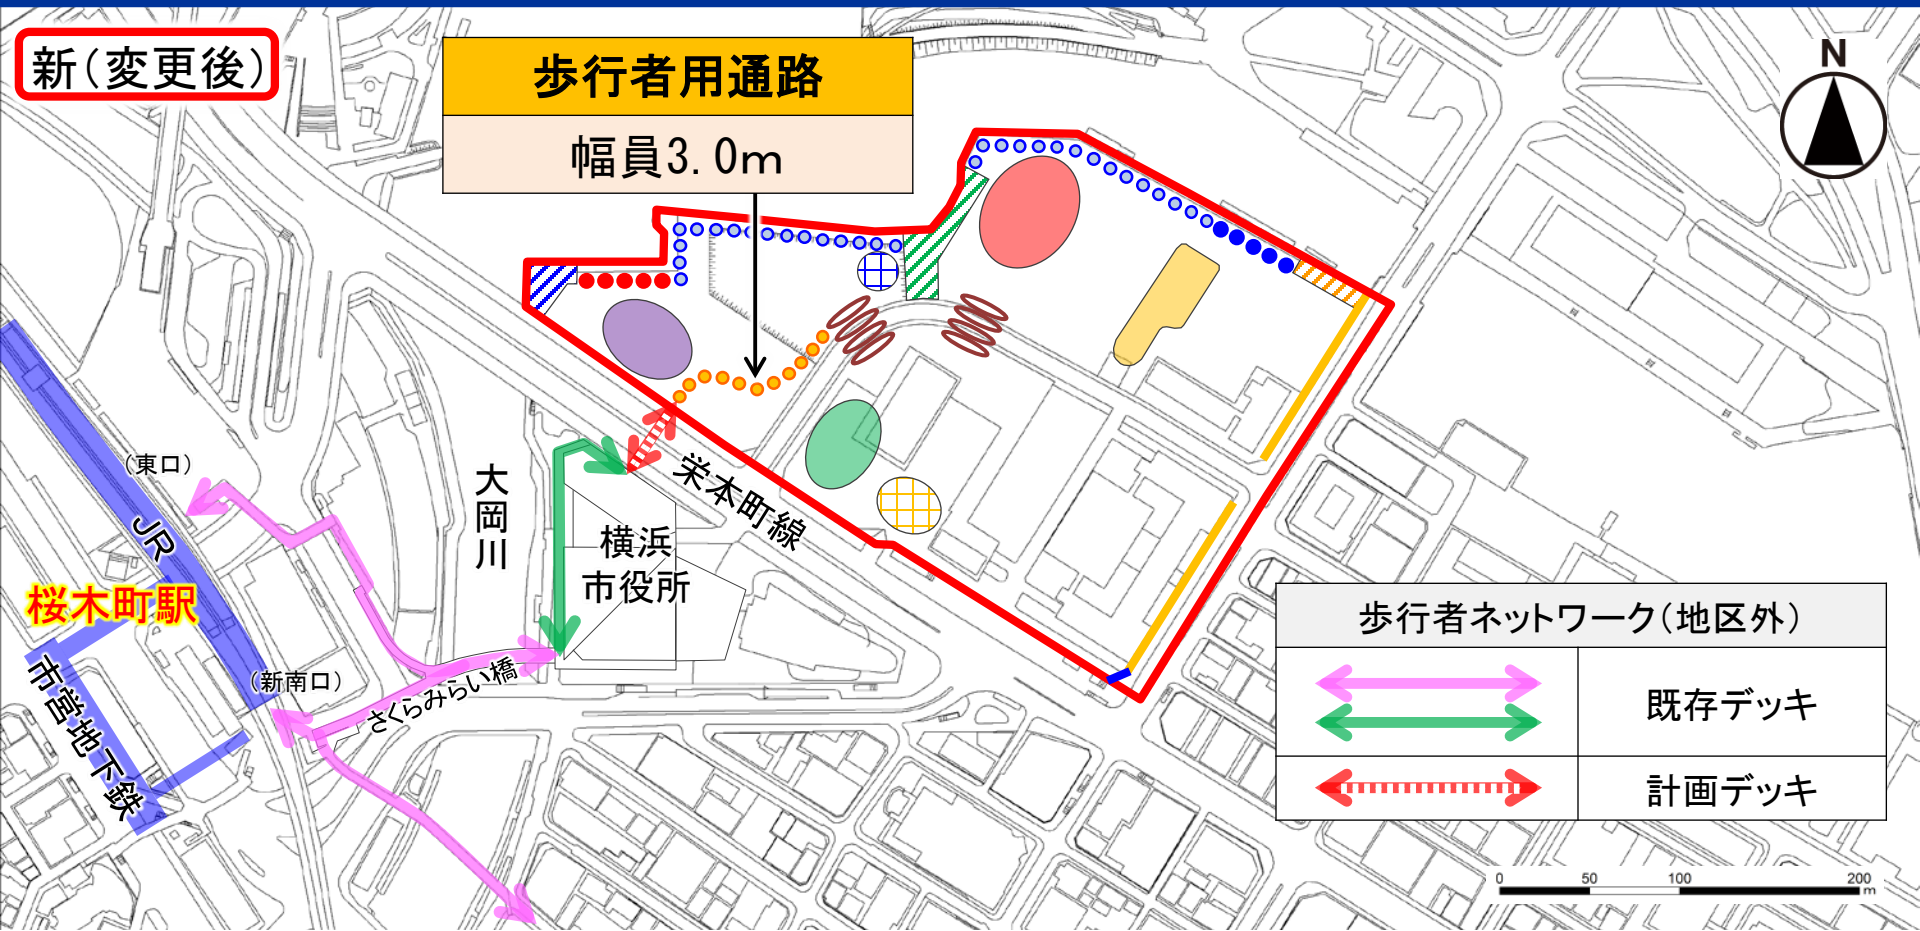 新(変更後)
歩行者用通路
幅員3.0m
N
(東口)
JR
桜木町駅
市営地下鉄
(新南口)
さくらみらい橋
大岡川
横浜
市役所
栄本町線
歩行者ネットワーク(地区外)
既存デッキ
計画デッキ
0 50 100 200
m